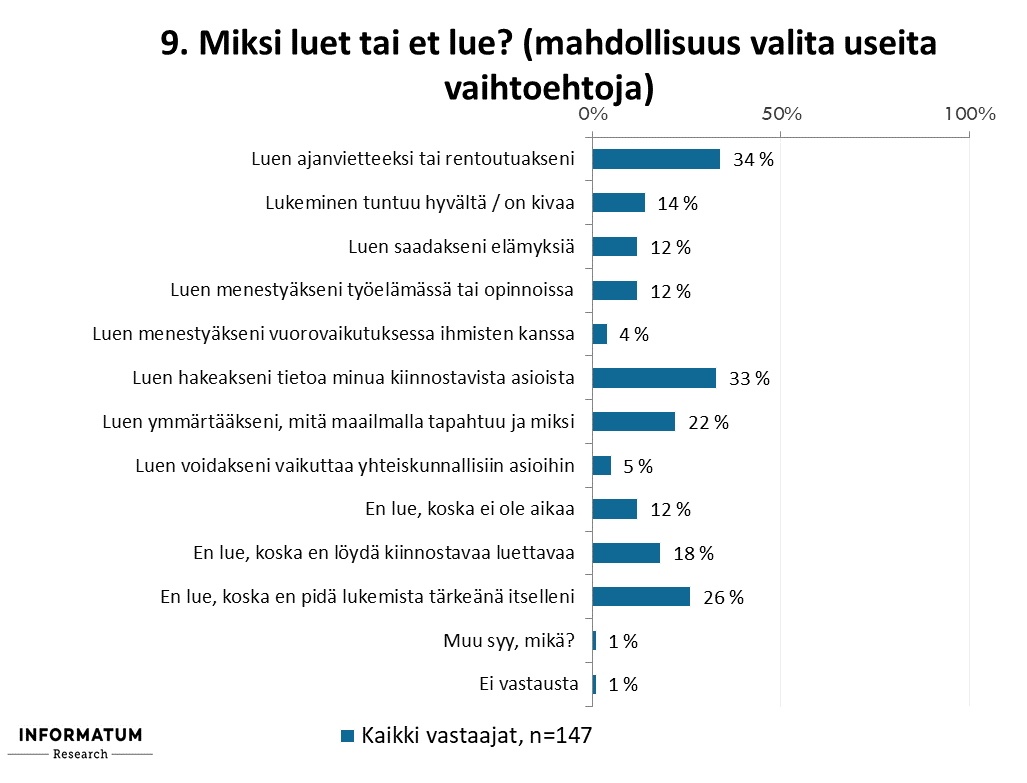 9. Miksi luet tai et lue? (mahdollisuus valita useita
vaihtoehtoja)
0% 50% 100%
Luen ajanvietteeksi tai rentoutuakseni 34 %
Lukeminen tuntuu hyvältä / on kivaa 14 %
Luen saadakseni elämyksiä 12 %
Luen menestyäkseni työelämässä tai opinnoissa 12 %
Luen menestyäkseni vuorovaikutuksessa ihmisten kanssa 4 %
Luen hakeakseni tietoa minua kiinnostavista asioista 33 %
Luen ymmärtääkseni, mitä maailmalla tapahtuu ja miksi 22 %
Luen voidakseni vaikuttaa yhteiskunnallisiin asioihin 5 %
En lue, koska ei ole aikaa 12 %
En lue, koska en löydä kiinnostavaa luettavaa 18 %
En lue, koska en pidä lukemista tärkeänä itselleni 26 %
Muu syy, mikä? 1 %
Ei vastausta 1 %
Kaikki vastaajat, n=147
INFORMATUM
Research